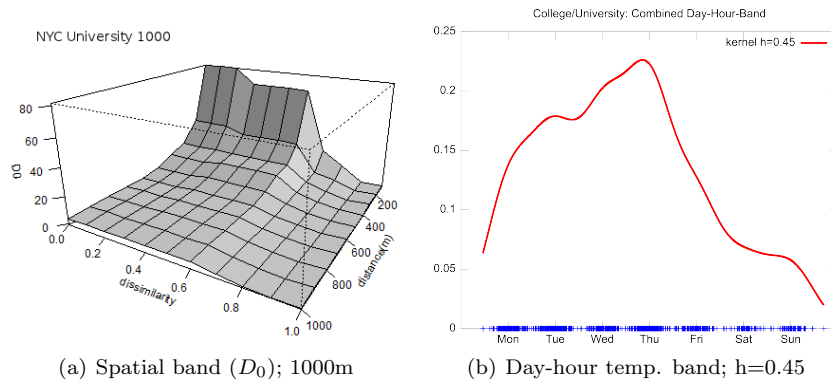 NYC University 1000
80
60
40
20
0
D0
0.0
0.2
0.4
0.6
0.8
1.0
dissimilarity
200
400
600
800
1000
distance(m)
(a) Spatial band (D0); 1000m
College/University: Combined Day-Hour-Band
kernel h=0.45
0.25
0.2
0.15
0.1
0.05
0
Mon Tue Wed Thu Fri Sat Sun
(b) Day-hour temp. band; h=0.45